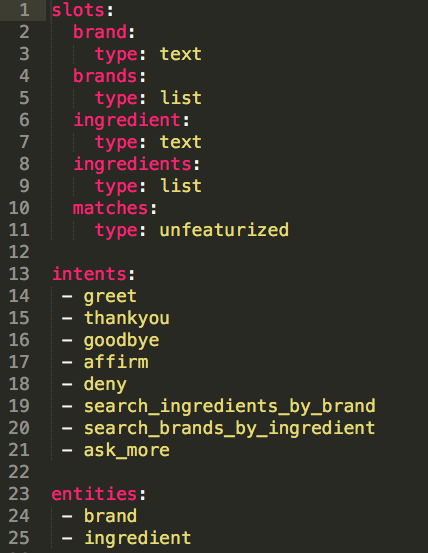 1 slots:
2   brand:
3     type: text
4   brands:
5     type: list
6   ingredient:
7     type: text
8   ingredients:
9     type: list
10   matches:
11     type: unfeaturized
12
13 intents:
14  - greet
15  - thankyou
16  - goodbye
17  - affirm
18  - deny
19  - search_ingredients_by_brand
20  - search_brands_by_ingredient
21  - ask_more
22
23 entities:
24  - brand
25  - ingredient